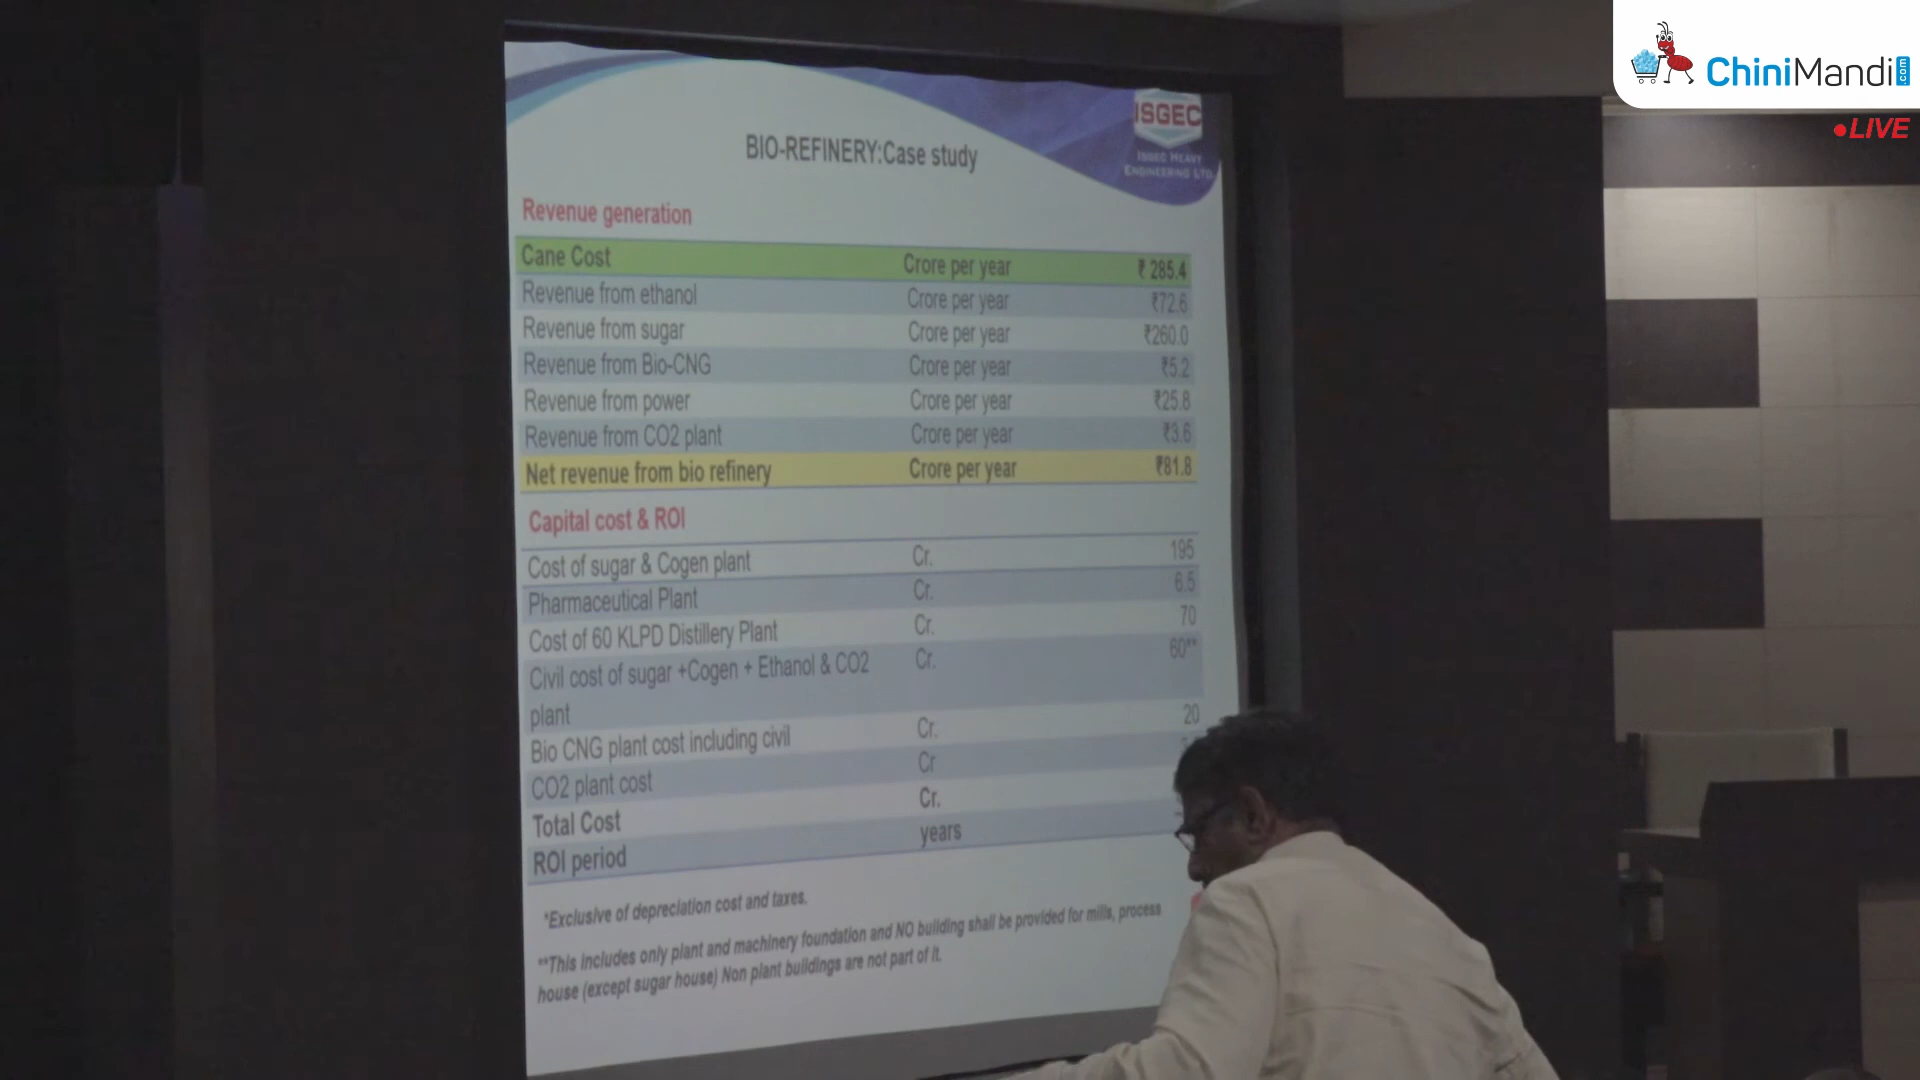 ChiniMandi.com
LIVE
ISGEC
ISGEC HEAVY
ENGINEERING LTD
BIO-REFINERY:Case study
Revenue generation
Cane Cost Crore per year ₹ 285.4
Revenue from ethanol Crore per year ₹72.6
Revenue from sugar Crore per year ₹260.0
Revenue from Bio-CNG Crore per year ₹5.2
Revenue from power Crore per year ₹25.8
Revenue from CO2 plant Crore per year ₹3.6
Net revenue from bio refinery Crore per year ₹81.8
Capital cost & ROI
Cost of sugar & Cogen plant Cr. 195
Pharmaceutical Plant Cr. 6.5
Cost of 60 KLPD Distillery Plant Cr. 70
Civil cost of sugar +Cogen + Ethanol & CO2 Cr. 60**
plant
Bio CNG plant cost including civil Cr. 20
CO2 plant cost Cr
Total Cost Cr.
ROI period years
*Exclusive of depreciation cost and taxes.
**This includes only plant and machinery foundation and NO building shall be provided for mills, process
house (except sugar house) Non plant buildings are not part of it.